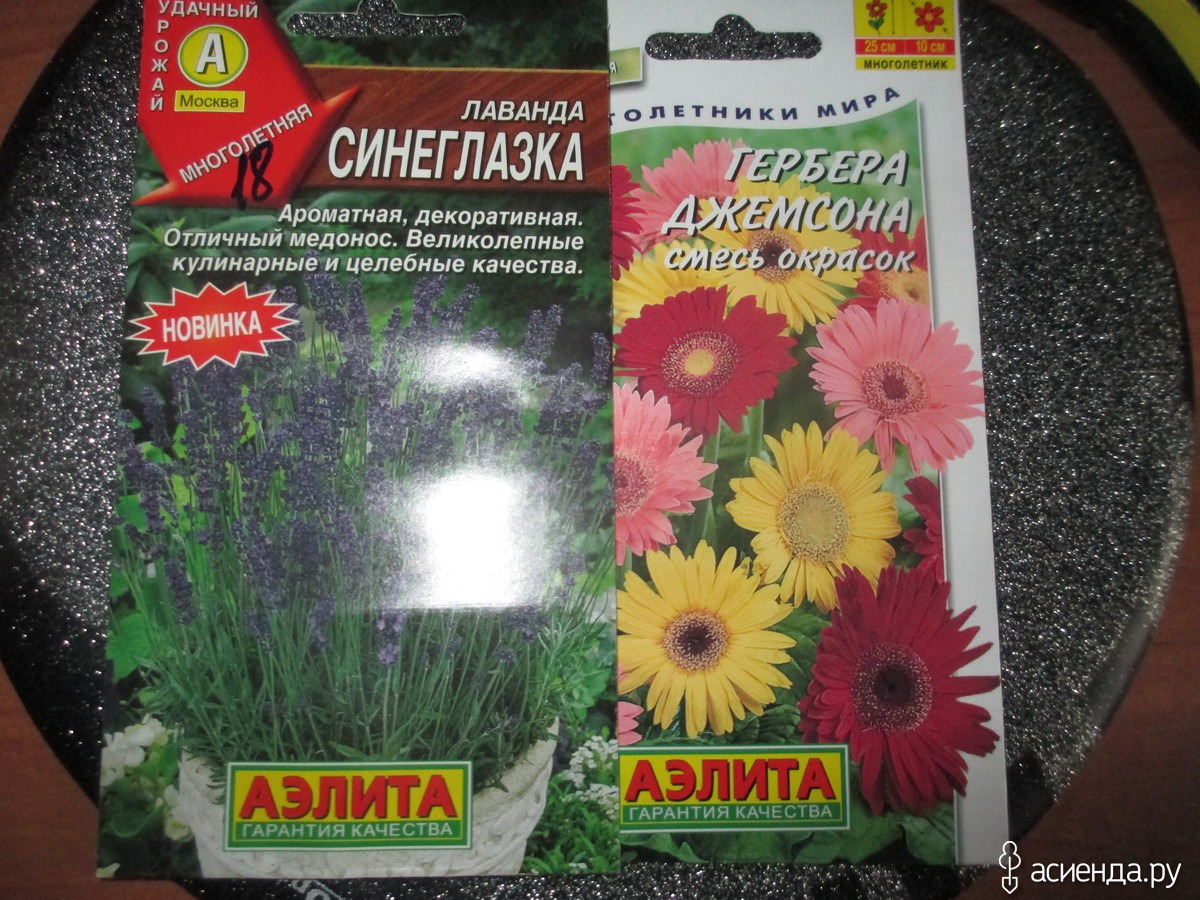 УДАЧНЫЙ
УРОЖАЙ
А
Москва
МНОГОЛЕТНЯЯ
18
ЛАВАНДА
СИНЕГЛАЗКА
Ароматная, декоративная.
Отличный медонос. Великолепные
кулинарные и целебные качества.
НОВИНКА
АЭЛИТА
ГАРАНТИЯ КАЧЕСТВА
25 см 10 см
МНОГОЛЕТНИК
ТОЛЕТНИКИ МИРА
ГЕРБЕРА
ДЖЕМСОНА
смесь окрасок
АЭЛИТА
ГАРАНТИЯ КАЧЕСТВА
асиенда.ру